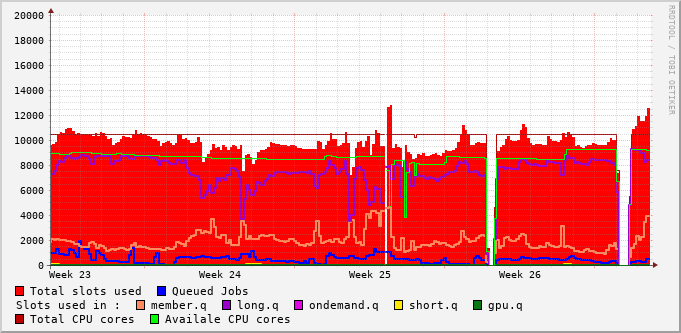 20000
18000
16000
14000
12000
10000
8000
6000
4000
2000
0
Week 23 Week 24 Week 25 Week 26
Total slots used Queued Jobs
Slots used in : member.q long.q ondemand.q short.q gpu.q
Total CPU cores Availale CPU cores
RRDTOOL / TOBI OETIKER